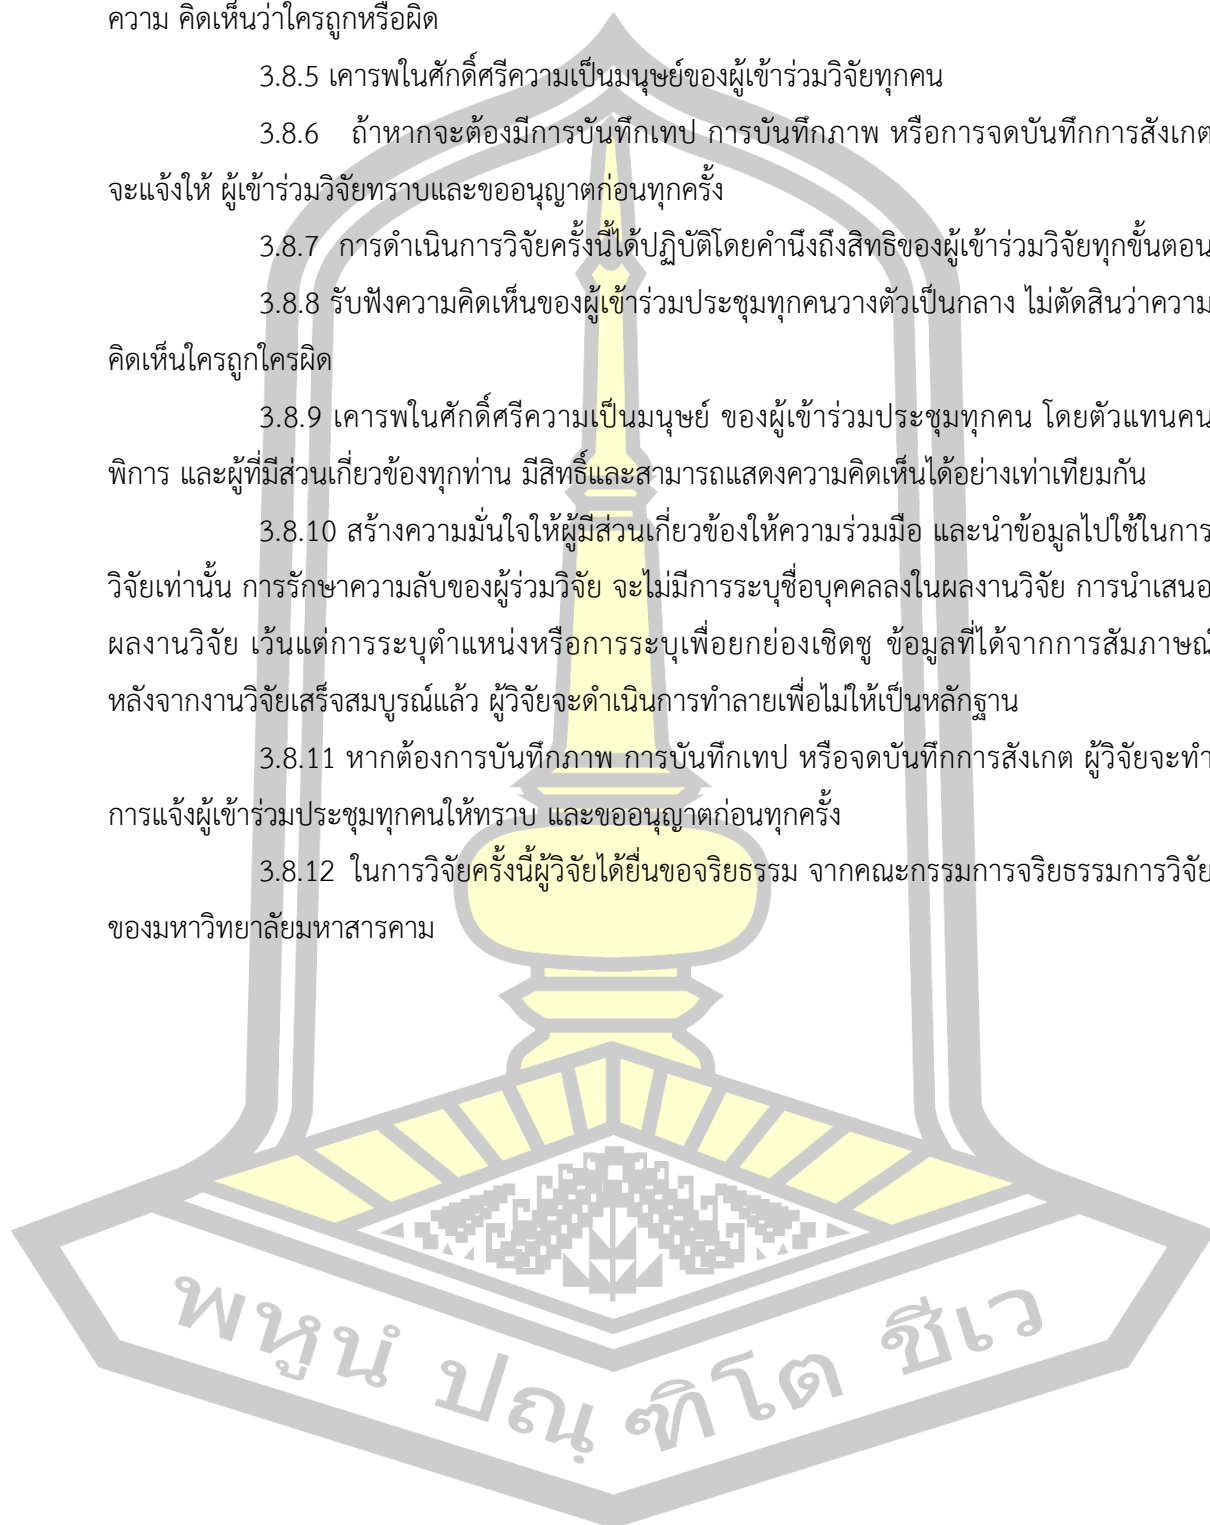 ความ คิดเห็นว่าใครถูกหรือผิด
3.8.5 เคารพในศักดิ์ศรีความเป็นมนุษย์ของผู้เข้าร่วมวิจัยทุกคน
3.8.6 ถ้าหากจะต้องมีการบันทึกเทป การบันทึกภาพ หรือการจดบันทึกการสังเกต
จะแจ้งให้ ผู้เข้าร่วมวิจัยทราบและขออนุญาตก่อนทุกครั้ง
3.8.7 การดำเนินการวิจัยครั้งนี้ได้ปฏิบัติโดยคำนึงถึงสิทธิของผู้เข้าร่วมวิจัยทุกขั้นตอน
3.8.8 รับฟังความคิดเห็นของผู้เข้าร่วมประชุมทุกคนวางตัวเป็นกลาง ไม่ตัดสินว่าความ
คิดเห็นใครถูกใครผิด
3.8.9 เคารพในศักดิ์ศรีความเป็นมนุษย์ ของผู้เข้าร่วมประชุมทุกคน โดยตัวแทนคน
พิการ และผู้ที่มีส่วนเกี่ยวข้องทุกท่าน มีสิทธิ์และสามารถแสดงความคิดเห็นได้อย่างเท่าเทียมกัน
3.8.10 สร้างความมั่นใจให้ผู้มีส่วนเกี่ยวข้องให้ความร่วมมือ และนำข้อมูลไปใช้ในการ
วิจัยเท่านั้น การรักษาความลับของผู้ร่วมวิจัย จะไม่มีการระบุชื่อบุคคลลงในผลงานวิจัย การนำเสนอ
ผลงานวิจัย เว้นแต่การระบุตำแหน่งหรือการระบุเพื่อยกย่องเชิดชู ข้อมูลที่ได้จากการสัมภาษณ์
หลังจากงานวิจัยเสร็จสมบูรณ์แล้ว ผู้วิจัยจะดำเนินการทำลายเพื่อไม่ให้เป็นหลักฐาน
3.8.11 หากต้องการบันทึกภาพ การบันทึกเทป หรือจดบันทึกการสังเกต ผู้วิจัยจะทำ
การแจ้งผู้เข้าร่วมประชุมทุกคนให้ทราบ และขออนุญาตก่อนทุกครั้ง
3.8.12 ในการวิจัยครั้งนี้ผู้วิจัยได้ยื่นขอจริยธรรม จากคณะกรรมการจริยธรรมการวิจัย
ของมหาวิทยาลัยมหาสารคาม
พหูนํ ปณฺ ฑิโต ชีเว